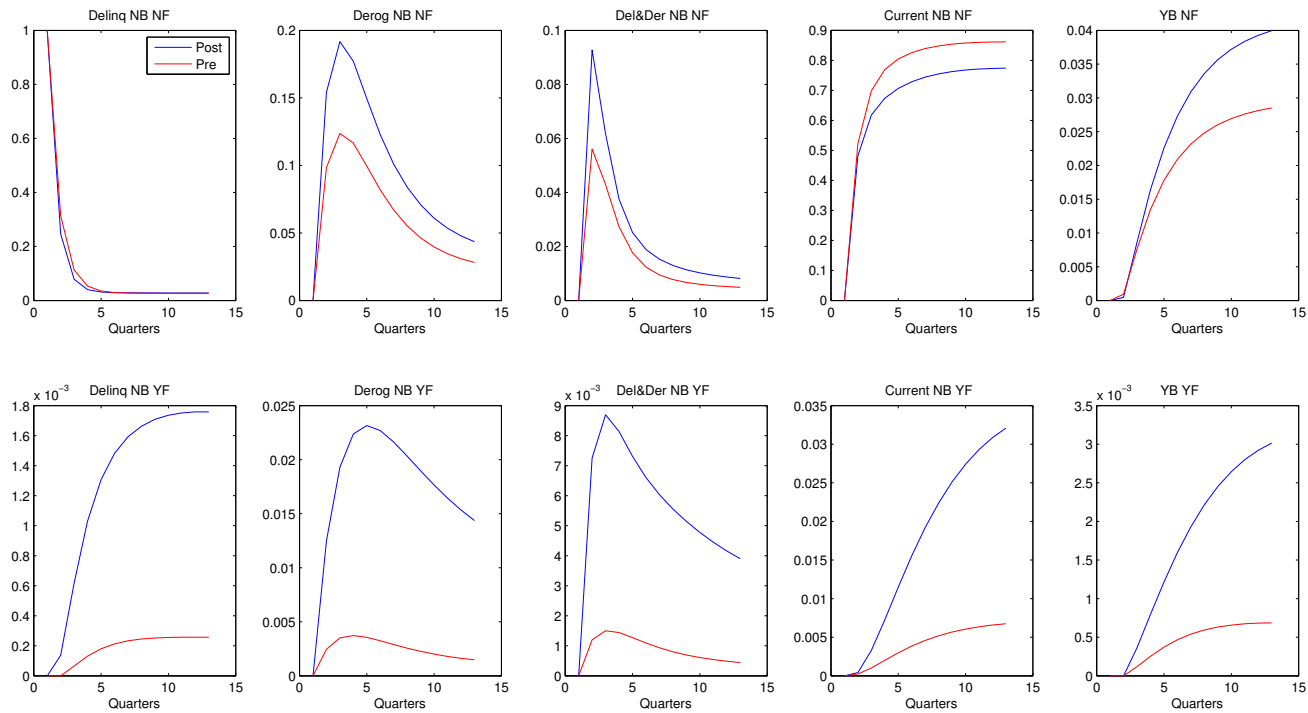 Delinq NB NF
1
0.8
0.6
0.4
0.2
0
0 5 10 15
Quarters
Post
Pre
Derog NB NF
0.2
0.15
0.1
0.05
0
0 5 10 15
Quarters
Del&Der NB NF
0.1
0.08
0.06
0.04
0.02
0
0 5 10 15
Quarters
Current NB NF
0.9
0.8
0.7
0.6
0.5
0.4
0.3
0.2
0.1
0
0 5 10 15
Quarters
YB NF
0.04
0.035
0.03
0.025
0.02
0.015
0.01
0.005
0
0 5 10 15
Quarters
Delinq NB YF
x 10⁻³
1.8
1.6
1.4
1.2
1
0.8
0.6
0.4
0.2
0
0 5 10 15
Quarters
Derog NB YF
0.025
0.02
0.015
0.01
0.005
0
0 5 10 15
Quarters
Del&Der NB YF
x 10⁻³
9
8
7
6
5
4
3
2
1
0
0 5 10 15
Quarters
Current NB YF
0.035
0.03
0.025
0.02
0.015
0.01
0.005
0
0 5 10 15
Quarters
YB YF
x 10⁻³
3.5
3
2.5
2
1.5
1
0.5
0
0 5 10 15
Quarters